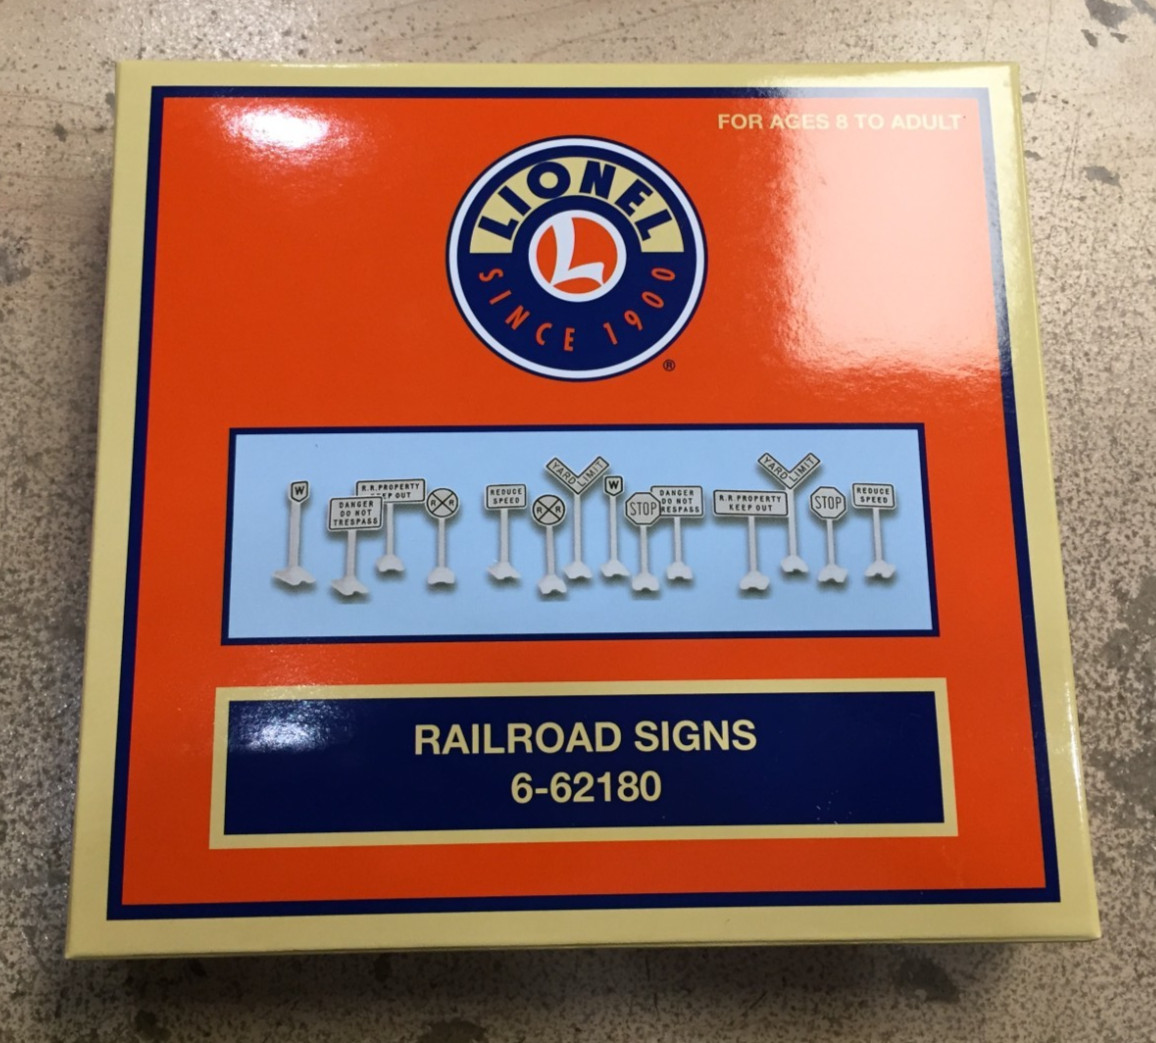 FOR AGES 8 TO ADULT
LIONEL
L
SINCE 1900
®
W
DANGER
DO NOT
TRESPASS
R.R. PROPERTY
KEEP OUT
R R
REDUCE
SPEED
R R
YARD LIMIT
W
STOP
DANGER
DO NOT
TRESPASS
R.R. PROPERTY
KEEP OUT
YARD LIMIT
STOP
REDUCE
SPEED
RAILROAD SIGNS
6-62180